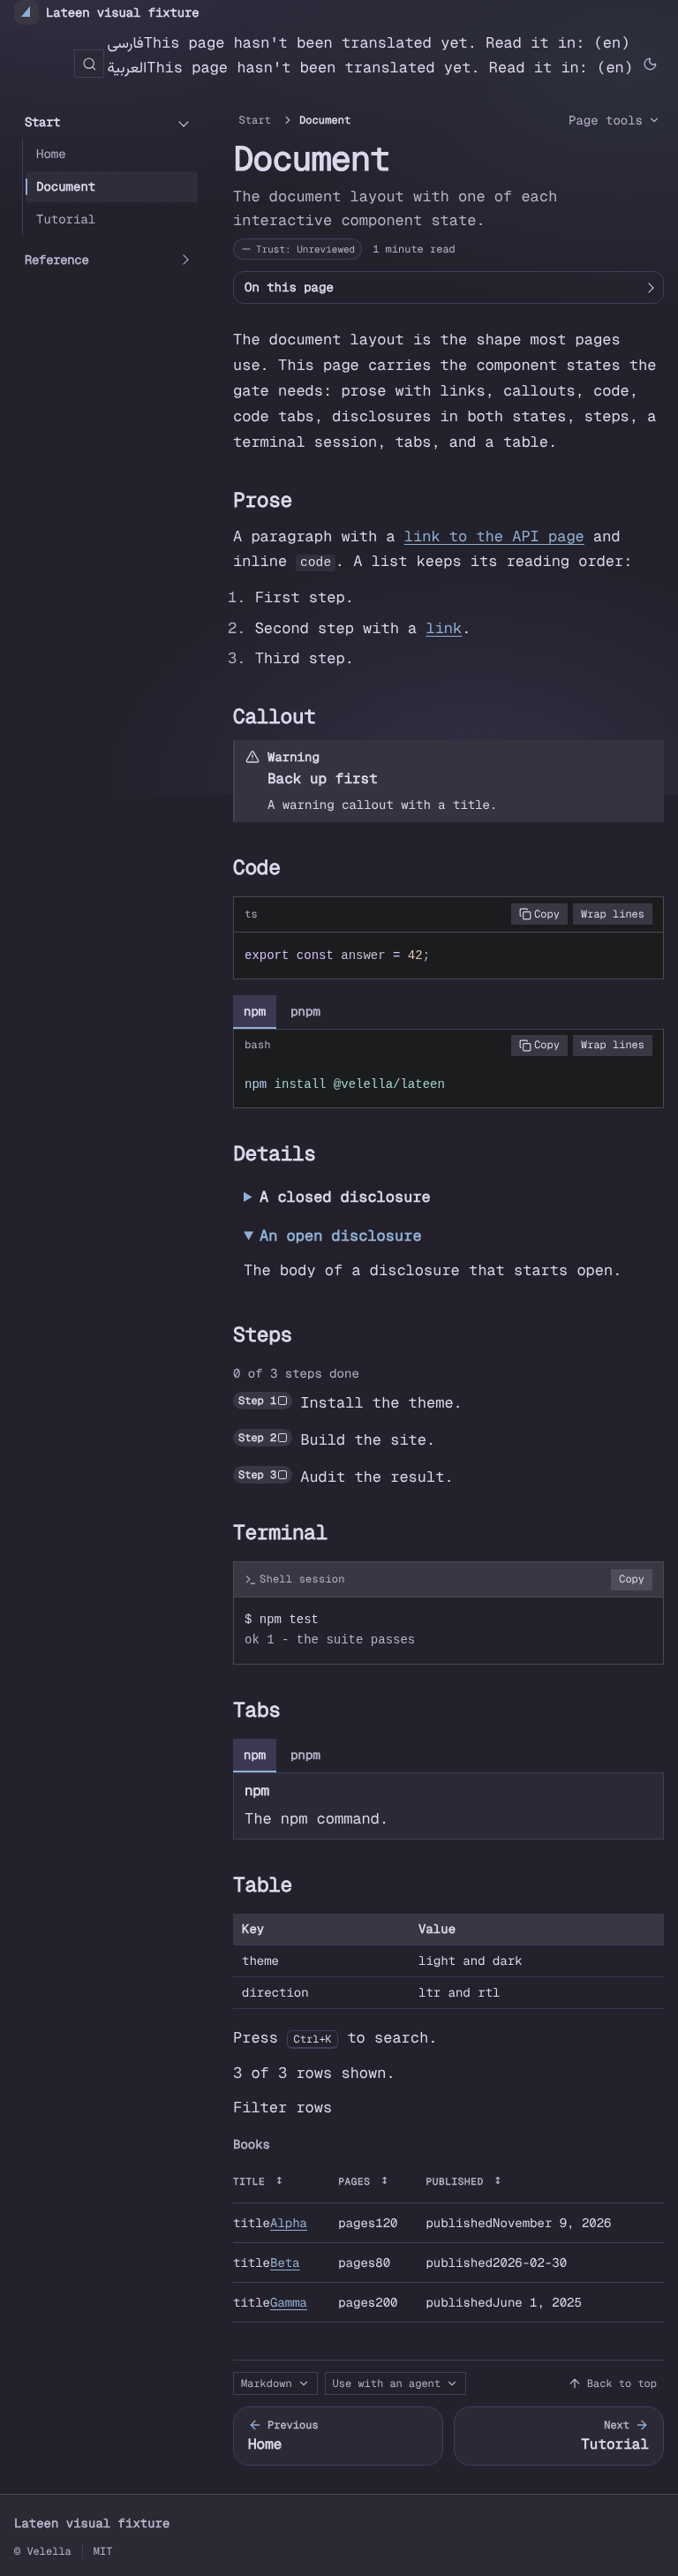 Lateen visual fixture
فارسیThis page hasn't been translated yet. Read it in: (en)
العربيةThis page hasn't been translated yet. Read it in: (en)
Start
Home
Document
Tutorial
Reference
Start > Document
Page tools
Document
The document layout with one of each
interactive component state.
— Trust: Unreviewed
1 minute read
On this page
The document layout is the shape most pages
use. This page carries the component states the
gate needs: prose with links, callouts, code,
code tabs, disclosures in both states, steps, a
terminal session, tabs, and a table.
Prose
A paragraph with a link to the API page and
inline code. A list keeps its reading order:
1. First step.
2. Second step with a link.
3. Third step.
Callout
Warning
Back up first
A warning callout with a title.
Code
ts
Copy
Wrap lines
export const answer = 42;
npm
pnpm
bash
Copy
Wrap lines
npm install @velella/lateen
Details
A closed disclosure
An open disclosure
The body of a disclosure that starts open.
Steps
0 of 3 steps done
Step 1 Install the theme.
Step 2 Build the site.
Step 3 Audit the result.
Terminal
Shell session
Copy
$ npm test
ok 1 - the suite passes
Tabs
npm
pnpm
npm
The npm command.
Table
Key Value
theme light and dark
direction ltr and rtl
Press Ctrl+K to search.
3 of 3 rows shown.
Filter rows
Books
TITLE ↕ PAGES ↕ PUBLISHED ↕
titleAlpha pages120 publishedNovember 9, 2026
titleBeta pages80 published2026-02-30
titleGamma pages200 publishedJune 1, 2025
Markdown
Use with an agent
↑ Back to top
← Previous
Home
Next →
Tutorial
Lateen visual fixture
© Velella
MIT